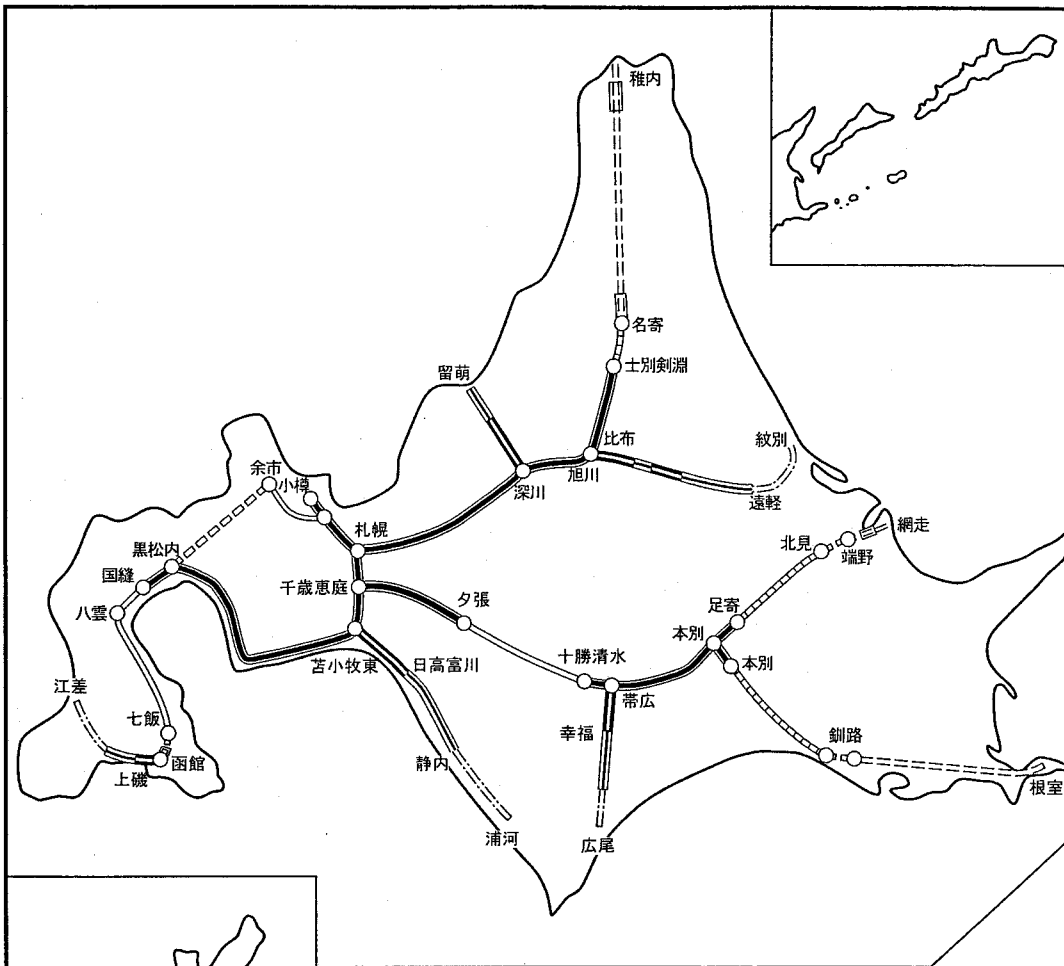 稚内
名寄
士別剣淵
留萌
比布
紋別
旭川
深川
遠軽
余市
小樽
札幌
黒松内
国縫
八雲
千歳恵庭
夕張
北見
端野
網走
足寄
本別
本別
苫小牧東
日高富川
十勝清水
帯広
江差
七飯
函館
上磯
幸福
静内
釧路
根室
浦河
広尾